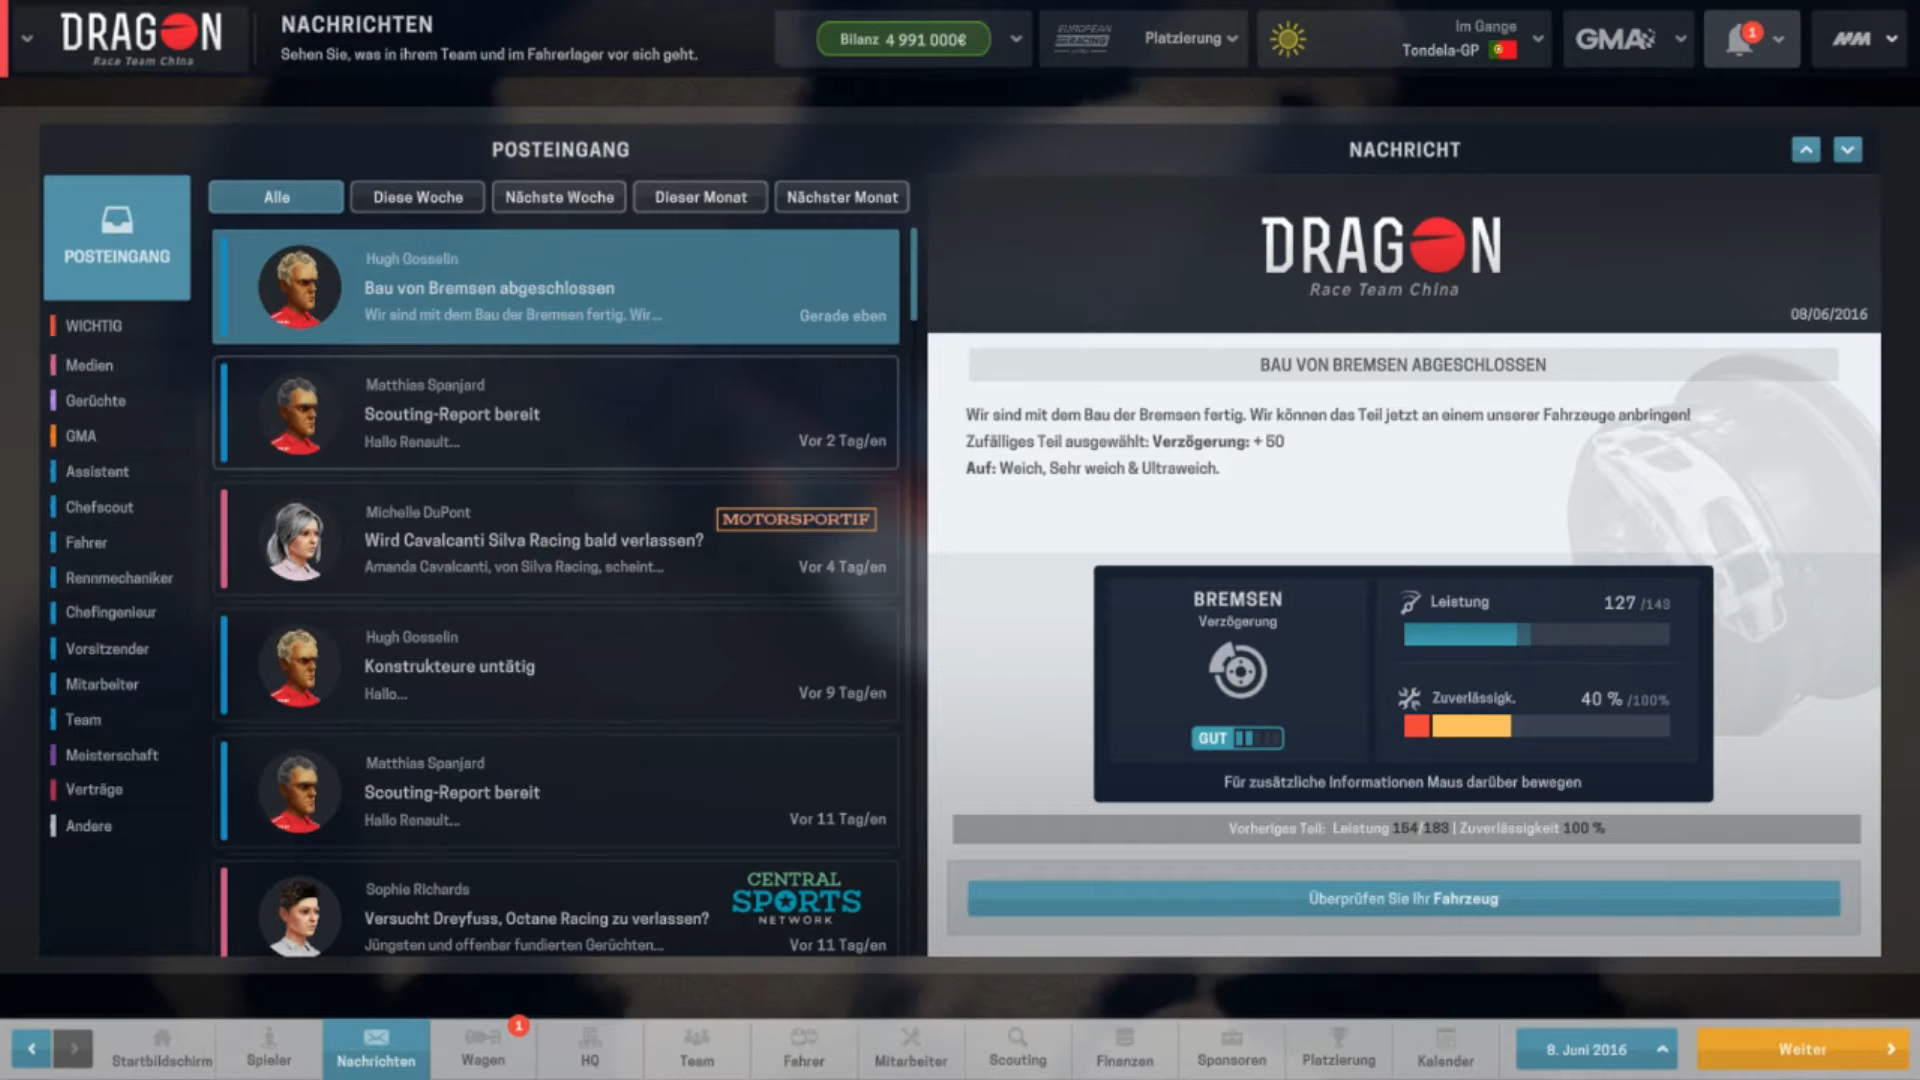 DRAGON
Race Team China
NACHRICHTEN
Sehen Sie, was in ihrem Team und im Fahrerlager vor sich geht.
Bilanz 4 991 000€
EUROPEAN
RACING
Platzierung
Im Gange
Tondela-GP
GMA
1
POSTEINGANG
NACHRICHT
POSTEINGANG
WICHTIG
Medien
Gerüchte
GMA
Assistent
Chefscout
Fahrer
Rennmechaniker
Chefingenieur
Vorsitzender
Mitarbeiter
Team
Meisterschaft
Verträge
Andere
Alle
Diese Woche
Nächste Woche
Dieser Monat
Nächster Monat
Hugh Gosselin
Bau von Bremsen abgeschlossen
Wir sind mit dem Bau der Bremsen fertig. Wir...
Gerade eben
Matthias Spanjard
Scouting-Report bereit
Hallo Renault...
Vor 2 Tag/en
Michelle DuPont
MOTORSPORTIF
Wird Cavalcanti Silva Racing bald verlassen?
Amanda Cavalcanti, von Silva Racing, scheint...
Vor 4 Tag/en
Hugh Gosselin
Konstrukteure untätig
Hallo...
Vor 9 Tag/en
Matthias Spanjard
Scouting-Report bereit
Hallo Renault...
Vor 11 Tag/en
Sophie Richards
CENTRAL
SPORTS
NETWORK
Versucht Dreyfuss, Octane Racing zu verlassen?
Jüngsten und offenbar fundierten Gerüchten...
Vor 11 Tag/en
DRAGON
Race Team China
08/06/2016
BAU VON BREMSEN ABGESCHLOSSEN
Wir sind mit dem Bau der Bremsen fertig. Wir können das Teil jetzt an einem unserer Fahrzeuge anbringen!
Zufälliges Teil ausgewählt: Verzögerung: + 50
Auf: Weich, Sehr weich & Ultraweich.
BREMSEN
Verzögerung
GUT
Leistung
127 /143
Zuverlässigk.
40 % /100%
Für zusätzliche Informationen Maus darüber bewegen
Vorheriges Teil: Leistung 154/183 | Zuverlässigkeit 100 %
Überprüfen Sie Ihr Fahrzeug
Startbildschirm
Spieler
Nachrichten
1
Wagen
HQ
Team
Fahrer
Mitarbeiter
Scouting
Finanzen
Sponsoren
Platzierung
Kalender
8. Juni 2016
Weiter